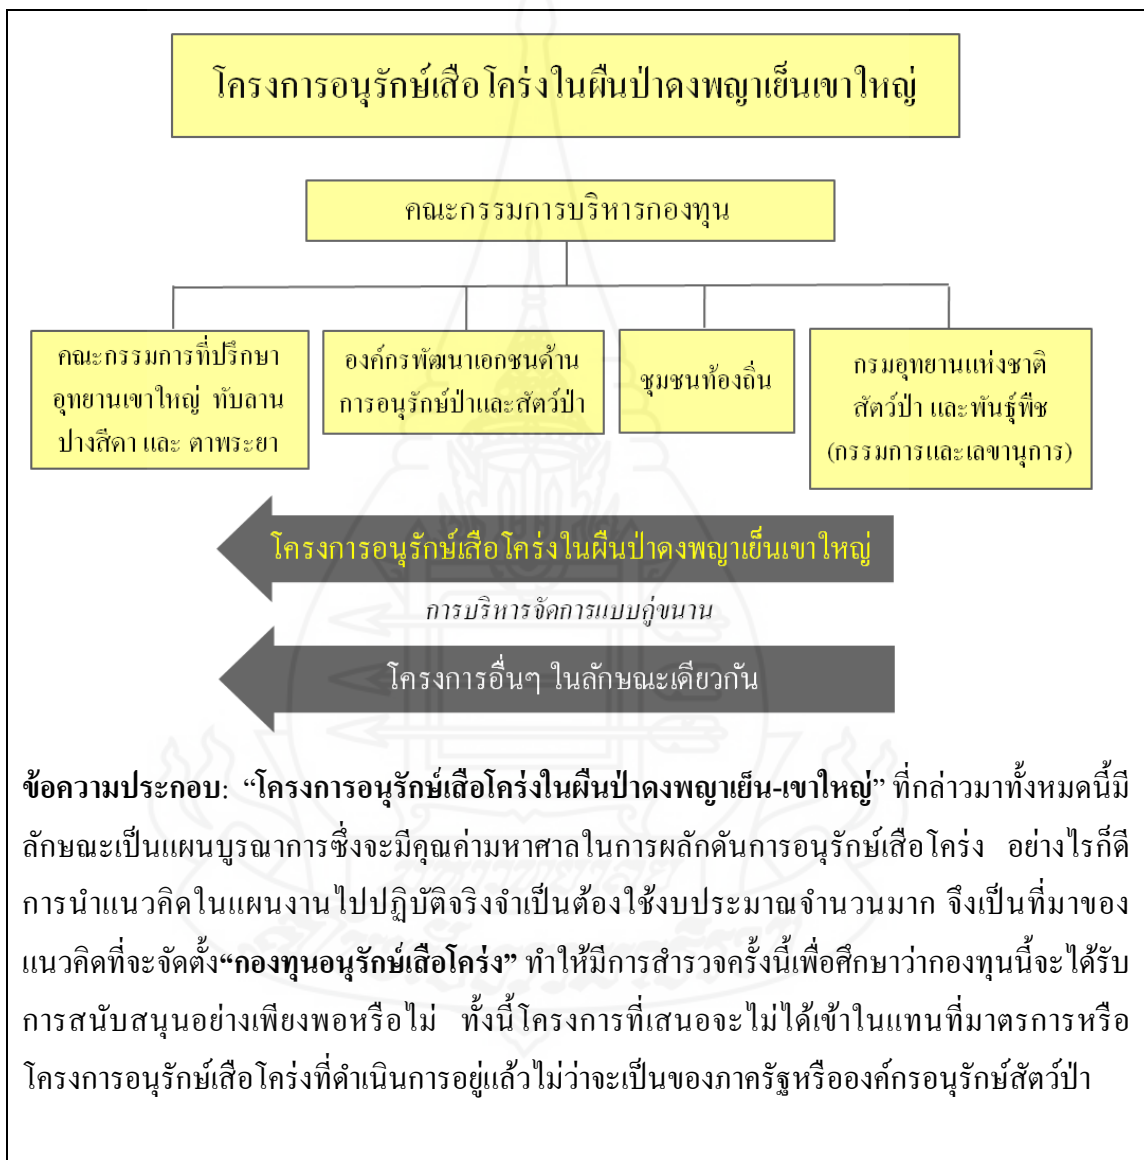 โครงการอนุรักษ์เสือโคร่งในผืนป่าดงพญาเย็นเขาใหญ่
คณะกรรมการบริหารกองทุน
คณะกรรมการที่ปรึกษา
อุทยานเขาใหญ่ ทับลาน
ปางสีดา และ ตาพระยา
องค์กรพัฒนาเอกชนด้าน
การอนุรักษ์ป่าและสัตว์ป่า
ชุมชนท้องถิ่น
กรมอุทยานแห่งชาติ
สัตว์ป่า และพันธุ์พืช
(กรรมการและเลขานุการ)
โครงการอนุรักษ์เสือโคร่งในผืนป่าดงพญาเย็นเขาใหญ่
การบริหารจัดการแบบคู่ขนาน
โครงการอื่นๆ ในลักษณะเดียวกัน
ข้อความประกอบ: “โครงการอนุรักษ์เสือโคร่งในผืนป่าดงพญาเย็น-เขาใหญ่” ที่กล่าวมาทั้งหมดนี้มี
ลักษณะเป็นแผนบูรณาการซึ่งจะมีคุณค่ามหาศาลในการผลักดันการอนุรักษ์เสือโคร่ง อย่างไรก็ดี
การนำแนวคิดในแผนงานไปปฏิบัติจริงจำเป็นต้องใช้งบประมาณจำนวนมาก จึงเป็นที่มาของ
แนวคิดที่จะจัดตั้ง“กองทุนอนุรักษ์เสือโคร่ง” ทำให้มีการสำรวจครั้งนี้เพื่อศึกษาว่ากองทุนนี้จะได้รับ
การสนับสนุนอย่างเพียงพอหรือไม่ ทั้งนี้โครงการที่เสนอจะไม่ได้เข้าในแทนที่มาตรการหรือ
โครงการอนุรักษ์เสือโคร่งที่ดำเนินการอยู่แล้วไม่ว่าจะเป็นของภาครัฐหรือองค์กรอนุรักษ์สัตว์ป่า